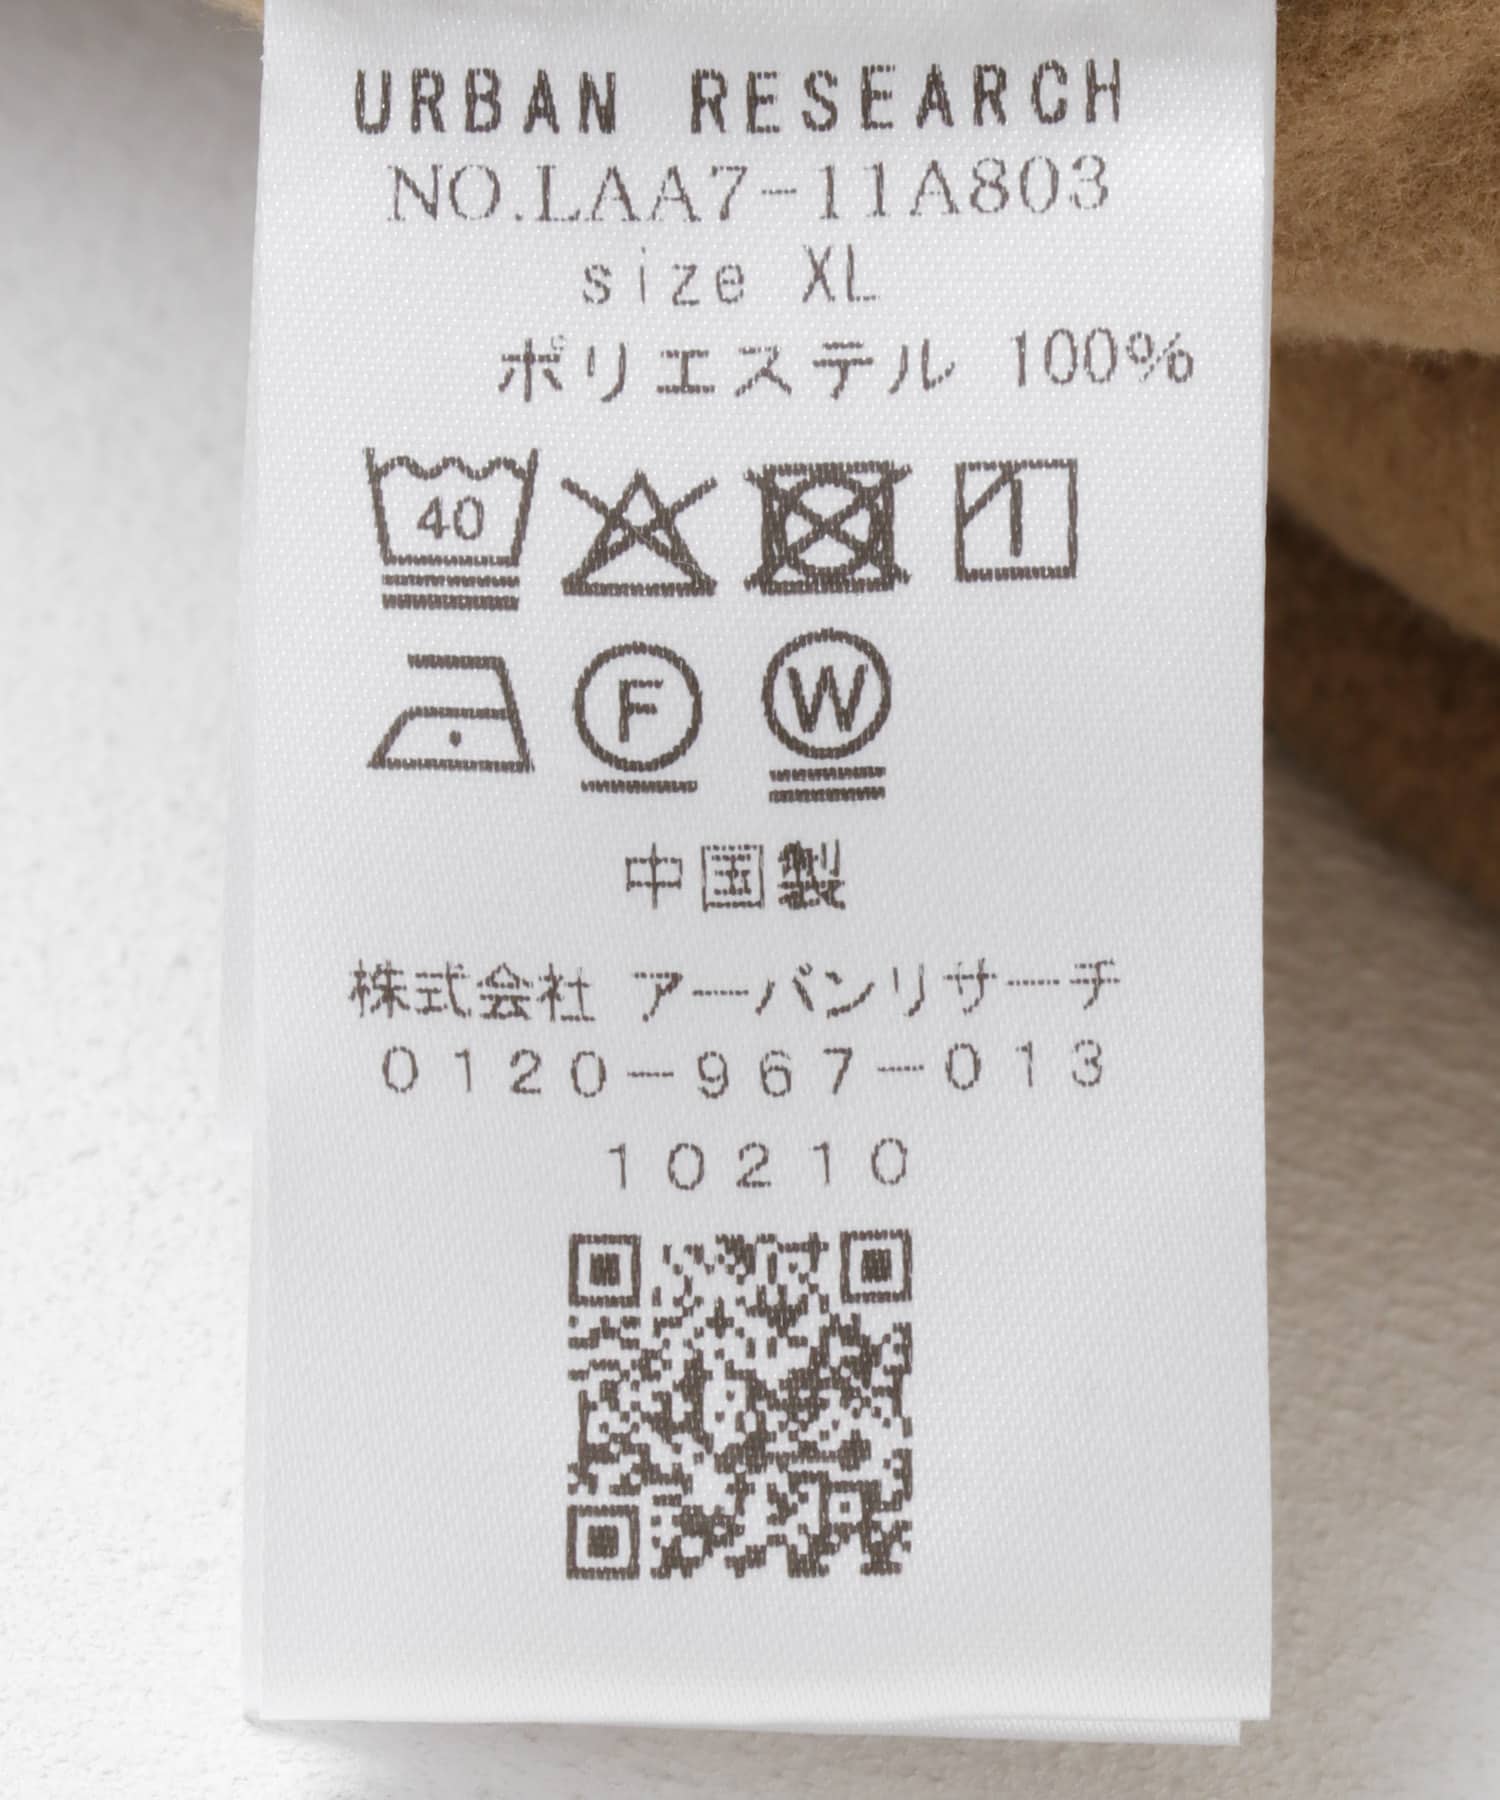 URBAN RESEARCH
NO.LAA7-11A803
size XL
ポリエステル 100%
40
F W
中国製
株式会社 アーバンリサーチ
0120-967-013
10210